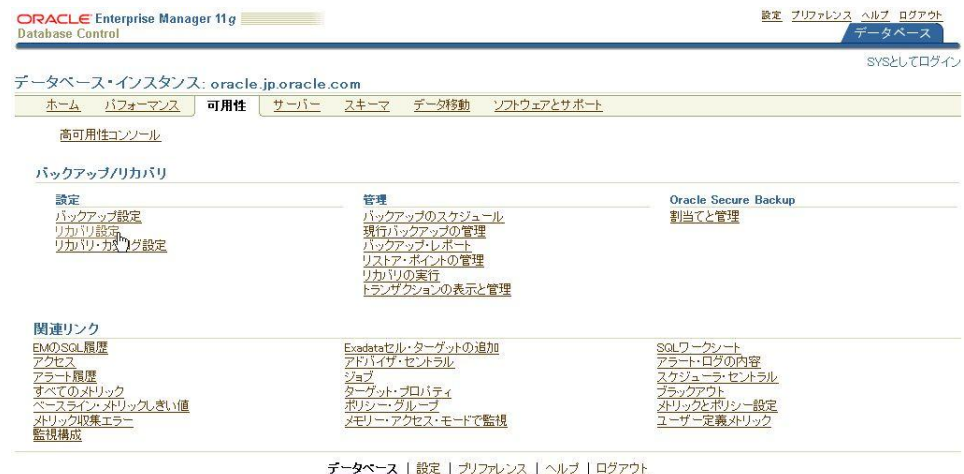 ORACLE Enterprise Manager 11g
Database Control
設定 プリファレンス ヘルプ ログアウト
データベース
SYSとしてログイン
データベース・インスタンス: oracle.jp.oracle.com
ホーム パフォーマンス 可用性 サーバー スキーマ データ移動 ソフトウェアとサポート
高可用性コンソール
バックアップ/リカバリ
設定
バックアップ設定
リカバリ設定
リカバリ・カタログ設定
管理
バックアップのスケジュール
現行バックアップの管理
バックアップ・レポート
リストア・ポイントの管理
リカバリの実行
トランザクションの表示と管理
Oracle Secure Backup
割当てと管理
関連リンク
EMのSQL履歴
アクセス
アラート履歴
すべてのメトリック
ベースライン・メトリックしきい値
メトリック収集エラー
監視構成
Exadataセル・ターゲットの追加
アドバイザ・セントラル
ジョブ
ターゲット・プロパティ
ポリシー・グループ
メモリー・アクセス・モードで監視
SQLワークシート
アラート・ログの内容
スケジューラ・セントラル
ブラックアウト
メトリックとポリシー設定
ユーザー定義メトリック
データベース | 設定 | プリファレンス | ヘルプ | ログアウト